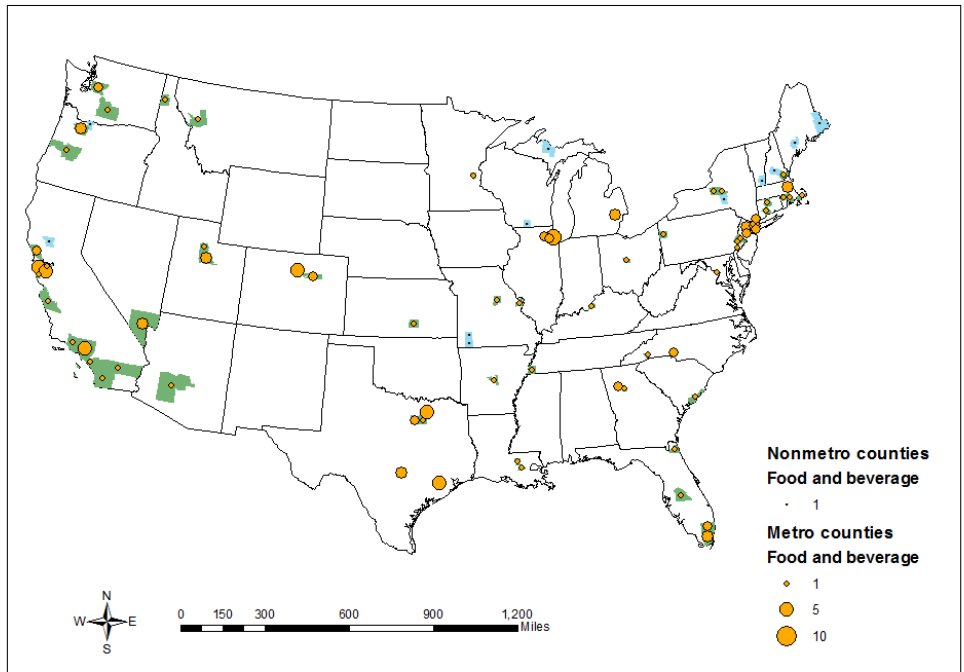 Nonmetro counties
Food and beverage
1
Metro counties
Food and beverage
1
5
10
N
W E
S
0 150 300 600 900 1,200
Miles